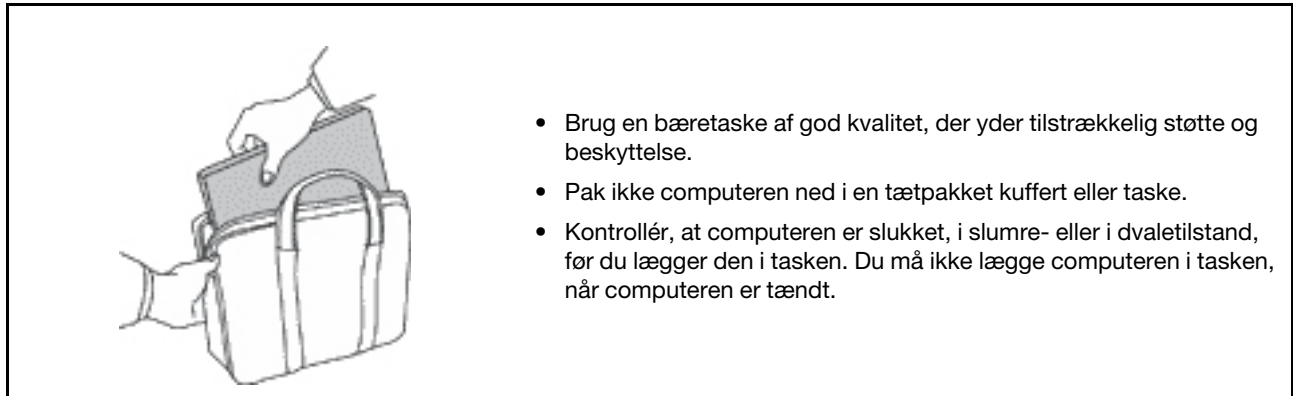 • Brug en bæretaske af god kvalitet, der yder tilstrækkelig støtte og
beskyttelse.
• Pak ikke computeren ned i en tætpakket kuffert eller taske.
• Kontrollér, at computeren er slukket, i slumre- eller i dvaletilstand,
før du lægger den i tasken. Du må ikke lægge computeren i tasken,
når computeren er tændt.